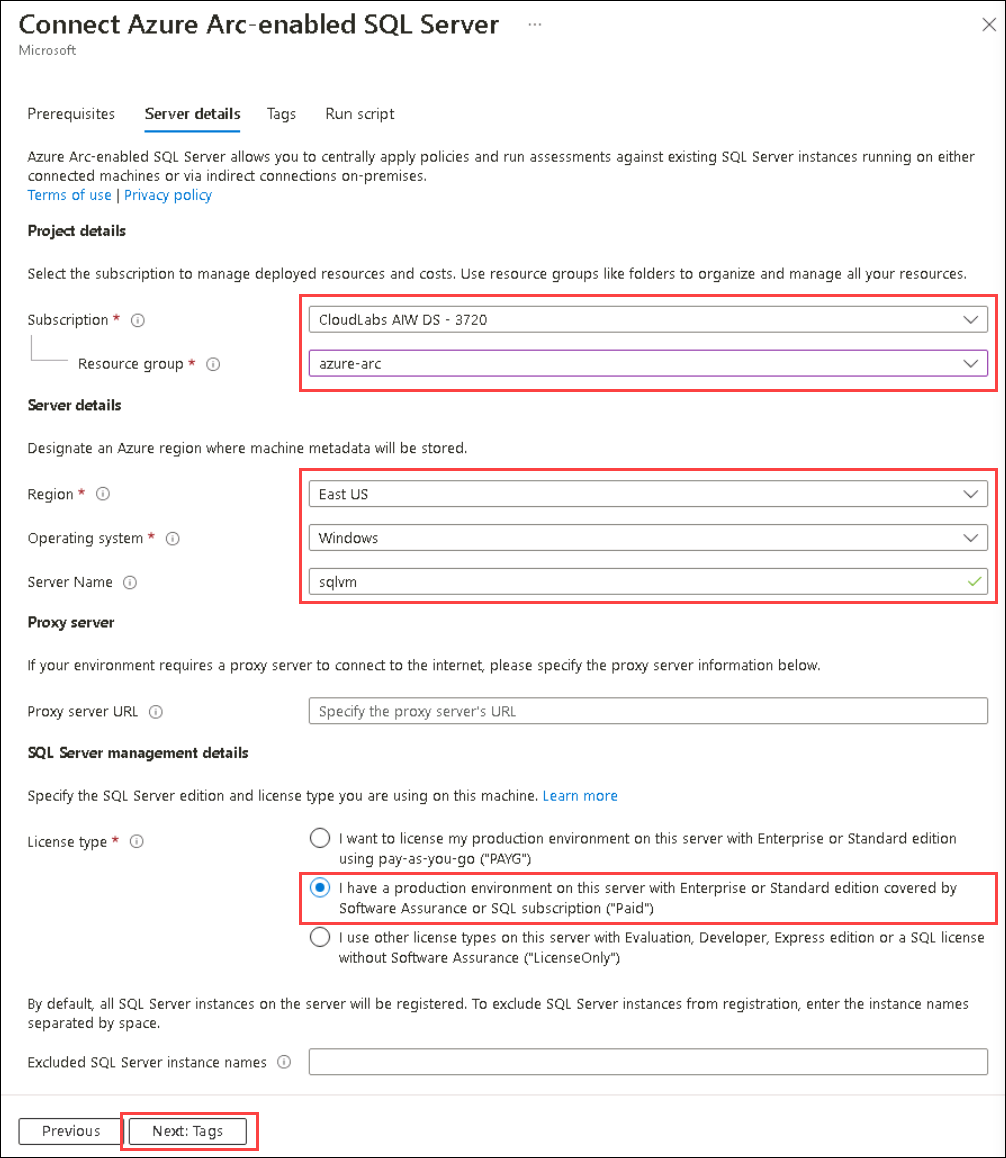 Connect Azure Arc-enabled SQL Server ...
Microsoft
Prerequisites Server details Tags Run script
Azure Arc-enabled SQL Server allows you to centrally apply policies and run assessments against existing SQL Server instances running on either
connected machines or via indirect connections on-premises.
Terms of use | Privacy policy
Project details
Select the subscription to manage deployed resources and costs. Use resource groups like folders to organize and manage all your resources.
Subscription * CloudLabs AIW DS - 3720
Resource group * azure-arc
Server details
Designate an Azure region where machine metadata will be stored.
Region * East US
Operating system * Windows
Server Name sqlvm
Proxy server
If your environment requires a proxy server to connect to the internet, please specify the proxy server information below.
Proxy server URL Specify the proxy server's URL
SQL Server management details
Specify the SQL Server edition and license type you are using on this machine. Learn more
License type * I want to license my production environment on this server with Enterprise or Standard edition
using pay-as-you-go ("PAYG")
I have a production environment on this server with Enterprise or Standard edition covered by
Software Assurance or SQL subscription ("Paid")
I use other license types on this server with Evaluation, Developer, Express edition or a SQL license
without Software Assurance ("LicenseOnly")
By default, all SQL Server instances on the server will be registered. To exclude SQL Server instances from registration, enter the instance names
separated by space.
Excluded SQL Server instance names
Previous Next: Tags